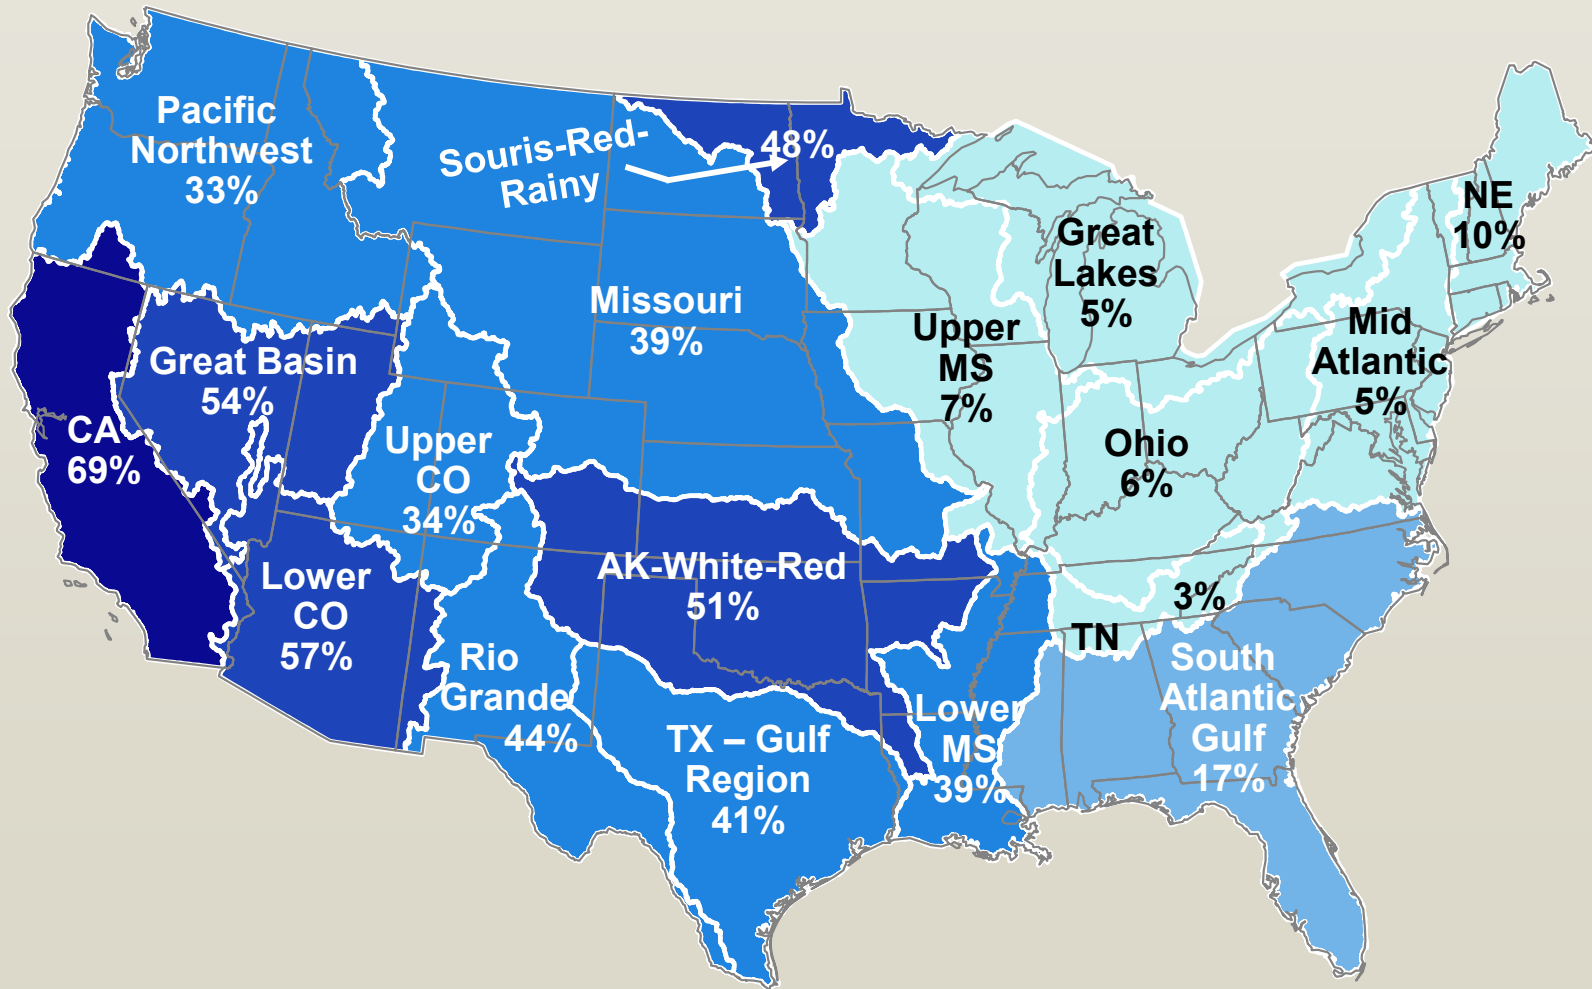 Pacific
Northwest
33%
Souris-Red-
Rainy
48%
NE
10%
Great
Lakes
5%
Missouri
39%
Upper
MS
7%
Mid
Atlantic
5%
Great Basin
54%
CA
69%
Upper
CO
34%
Ohio
6%
Lower
CO
57%
AK-White-Red
51%
3%
TN
Rio
Grande
44%
TX – Gulf
Region
41%
Lower
MS
39%
South
Atlantic
Gulf
17%